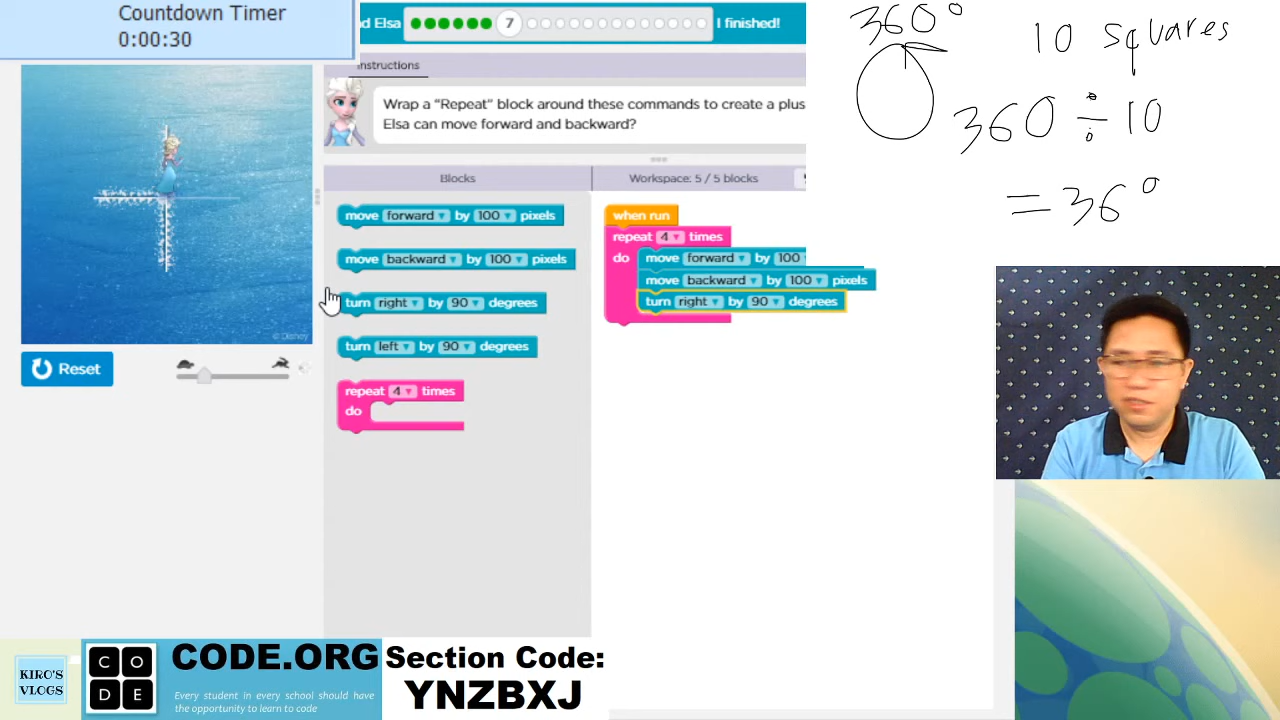 Countdown Timer
0:00:30
d Elsa
7
I finished!
Instructions
Wrap a "Repeat" block around these commands to create a plus
Elsa can move forward and backward?
Blocks
Workspace: 5 / 5 blocks
move forward by 100 pixels
move backward by 100 pixels
turn right by 90 degrees
turn left by 90 degrees
repeat 4 times
do
when run
repeat 4 times
do
move forward by 100
move backward by 100 pixels
turn right by 90 degrees
© Disney
Reset
360°
10 squares
360 ÷ 10
= 36°
KIRC'S
VLOGS
C O
D E
CODE.ORG
Every student in every school should have
the opportunity to learn to code
Section Code:
YNZBXJ